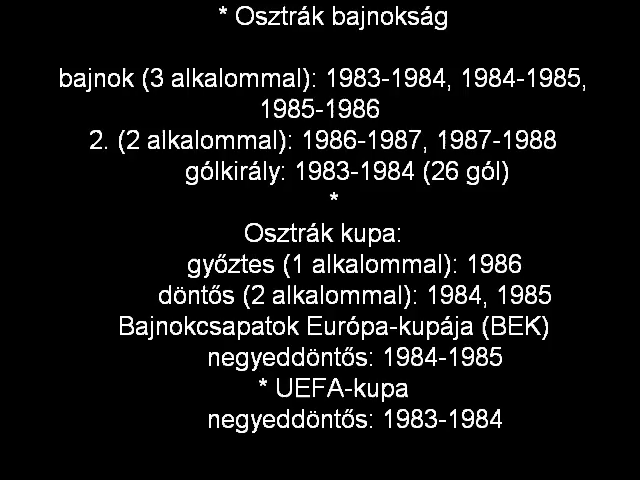 * Osztrák bajnokság
bajnok (3 alkalommal): 1983-1984, 1984-1985,
1985-1986
2. (2 alkalommal): 1986-1987, 1987-1988
gólkirály: 1983-1984 (26 gól)
*
Osztrák kupa:
győztes (1 alkalommal): 1986
döntős (2 alkalommal): 1984, 1985
Bajnokcsapatok Európa-kupája (BEK)
negyeddöntős: 1984-1985
* UEFA-kupa
negyeddöntős: 1983-1984